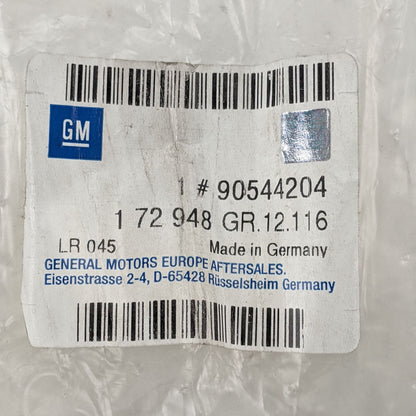 GM
1 # 90544204
1 72 948 GR.12.116
LR 045 Made in Germany
GENERAL MOTORS EUROPE AFTERSALES.
Eisenstrasse 2-4, D-65428 Rüsselsheim Germany